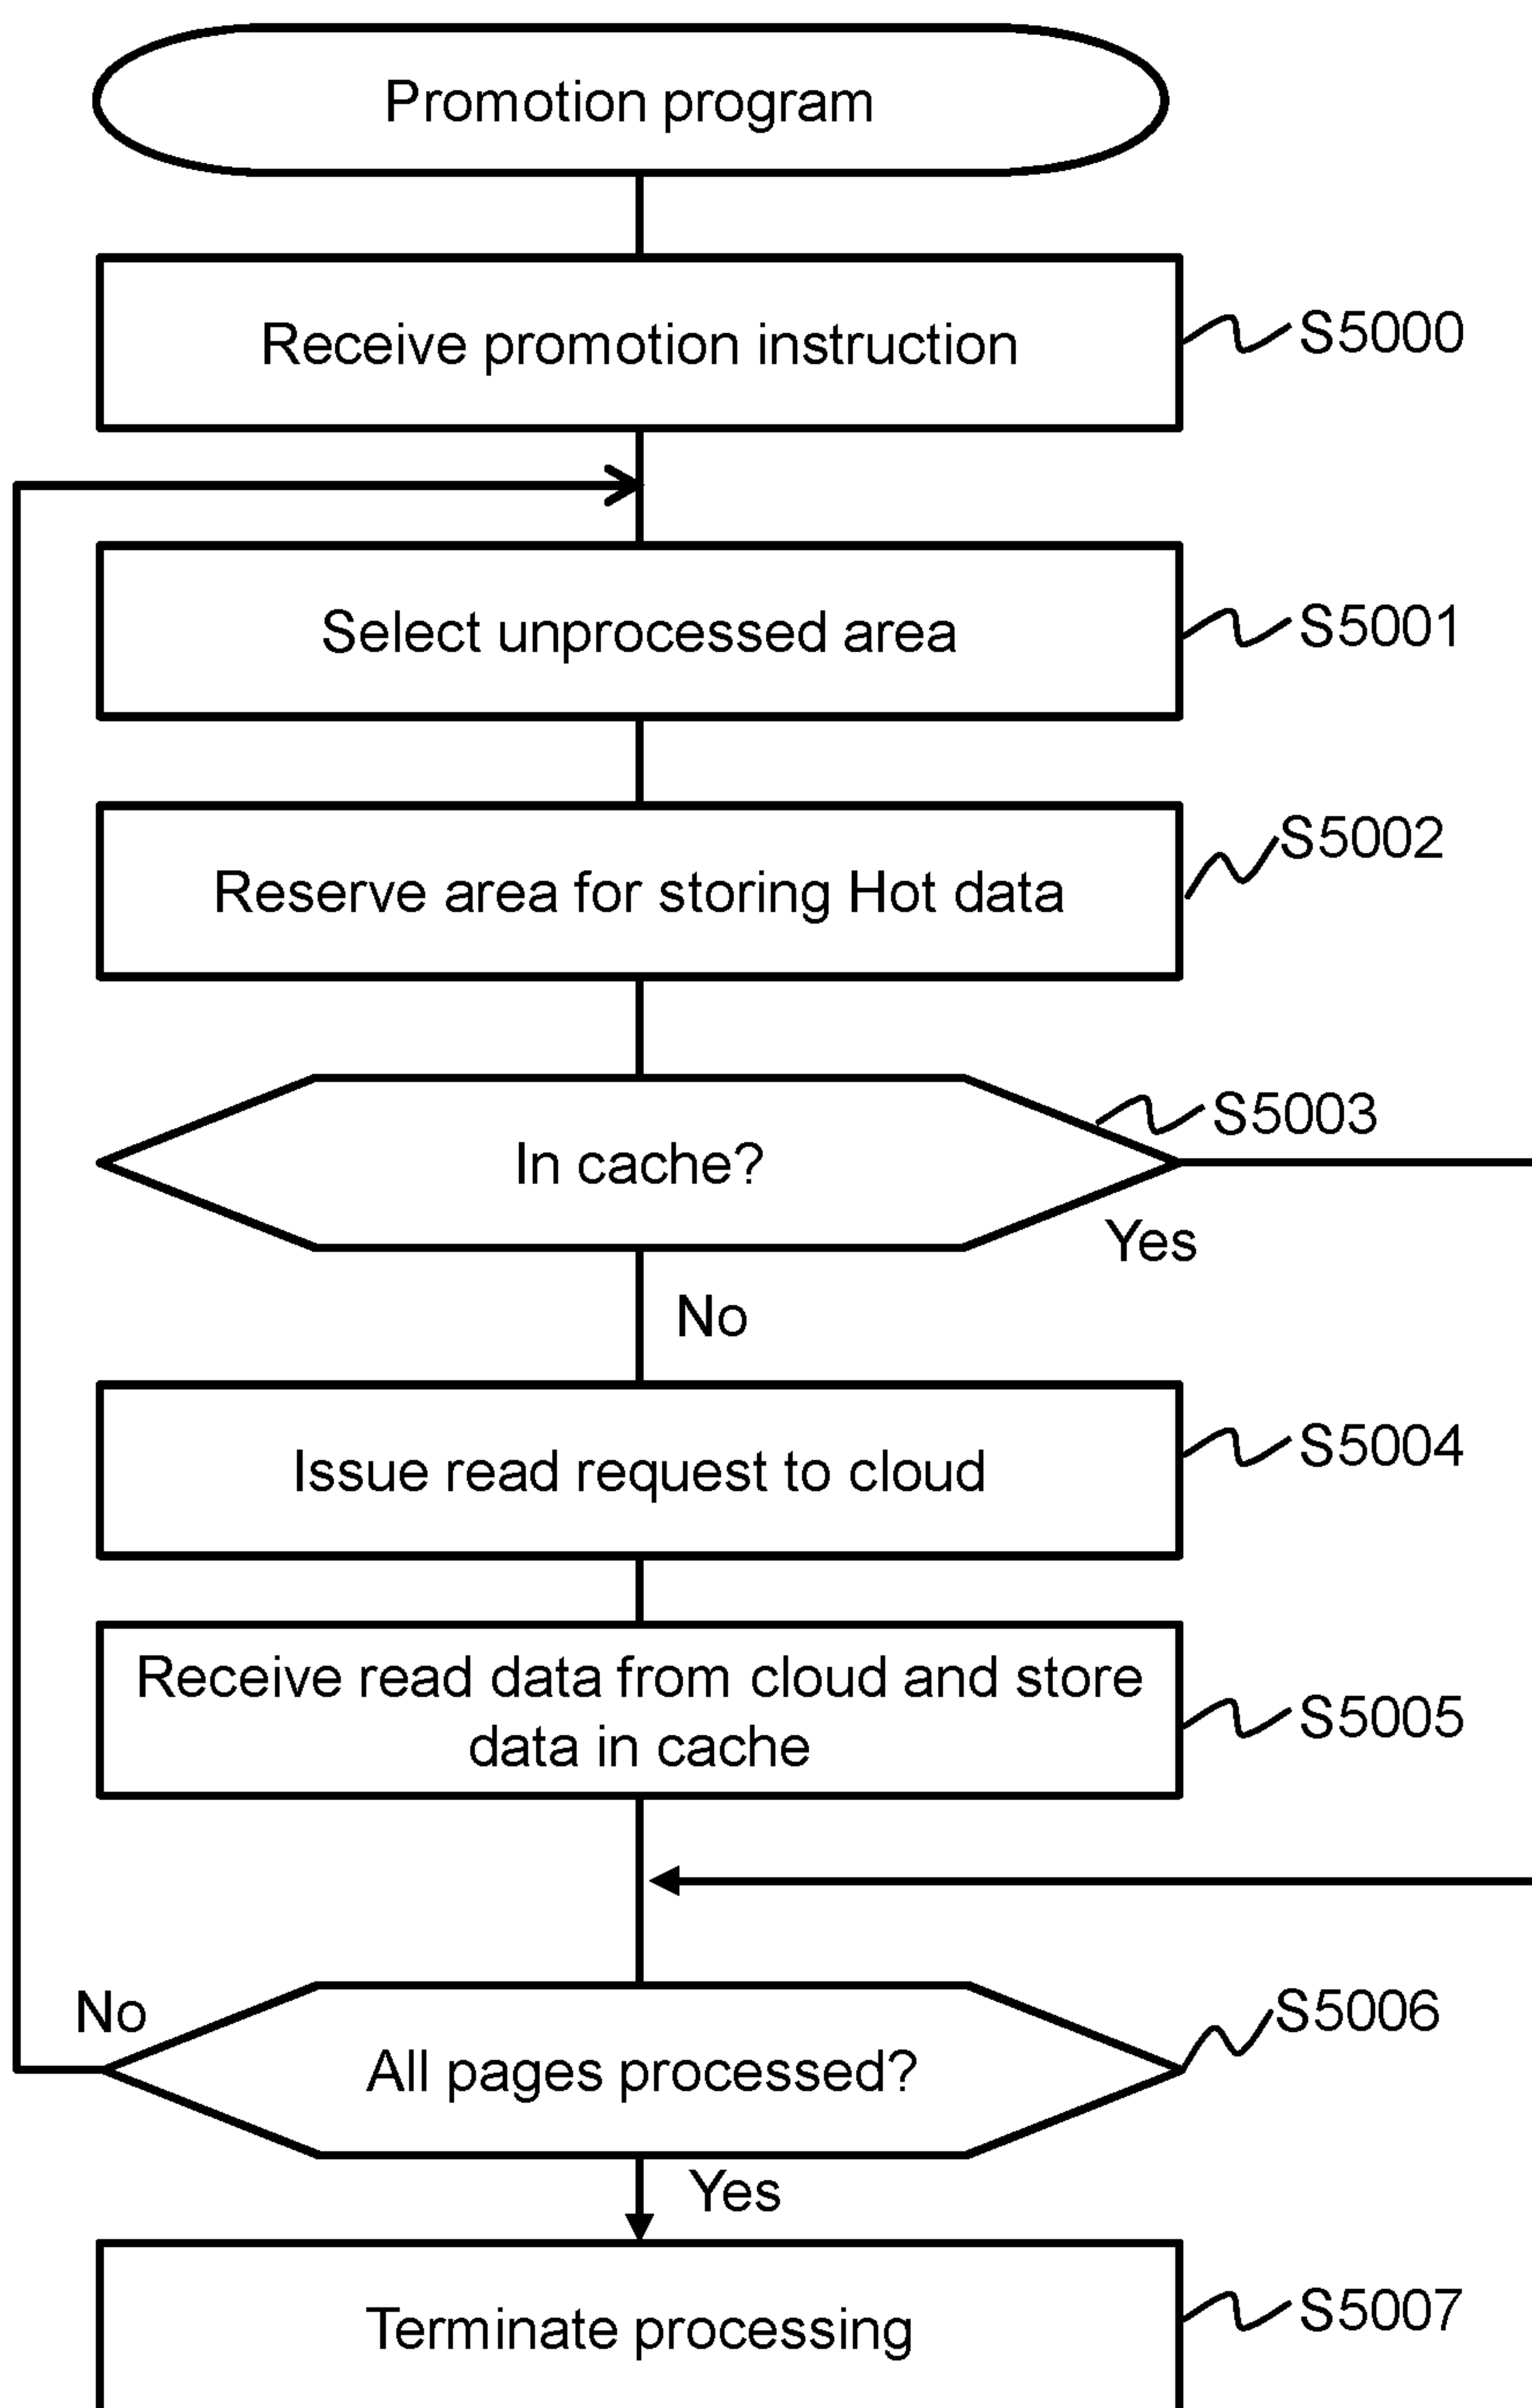 Promotion program
Receive promotion instruction
S5000
Select unprocessed area
S5001
Reserve area for storing Hot data
S5002
In cache?
S5003
Yes
No
Issue read request to cloud
S5004
Receive read data from cloud and store
data in cache
S5005
No
All pages processed?
S5006
Yes
Terminate processing
S5007